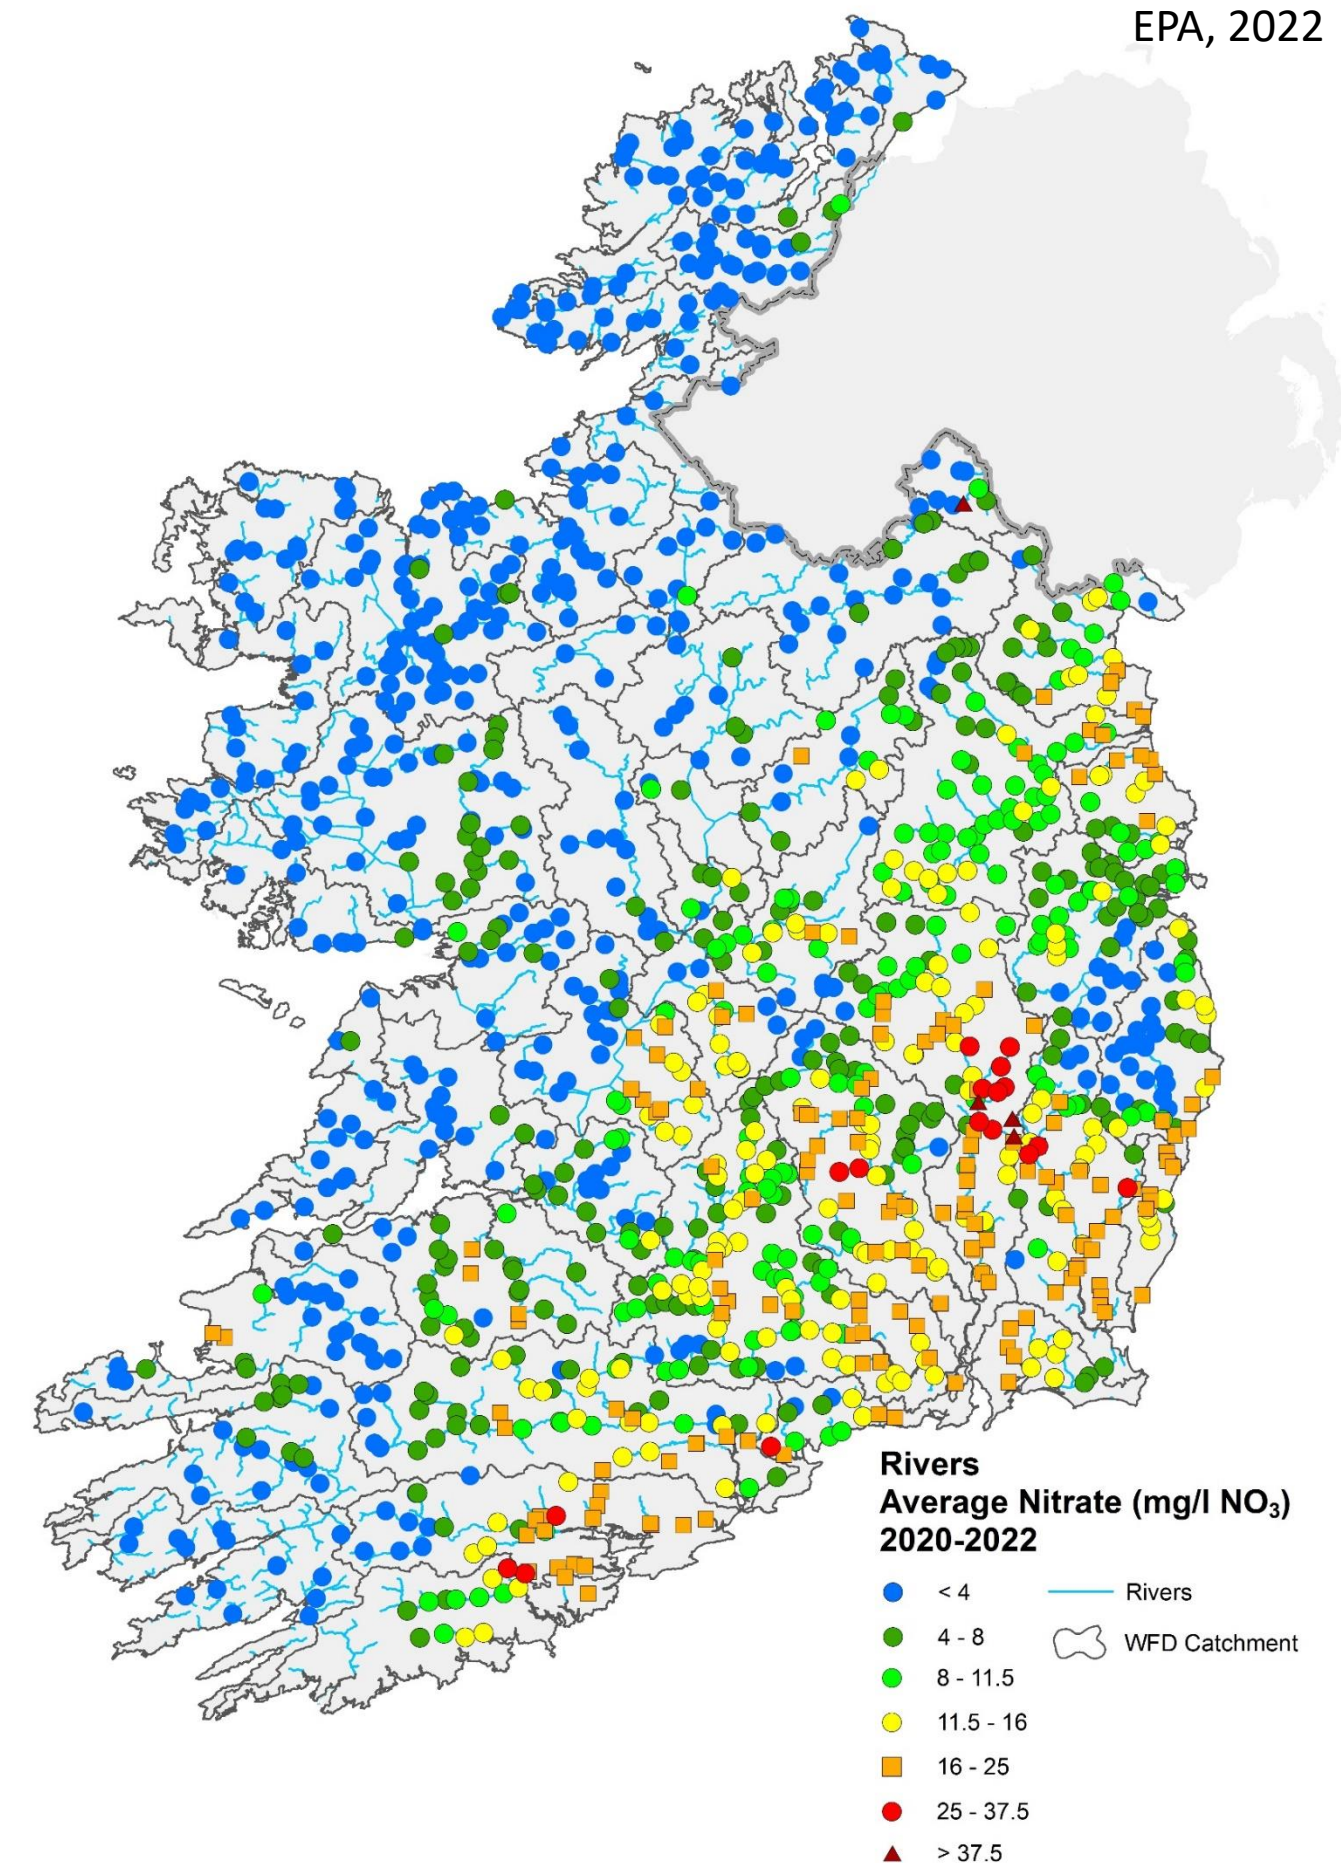 EPA, 2022
Rivers
Average Nitrate (mg/l NO₃)
2020-2022
< 4
Rivers
4 - 8
WFD Catchment
8 - 11.5
11.5 - 16
16 - 25
25 - 37.5
> 37.5